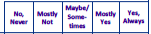 No, Never
Mostly Not
Maybe/ Some- times
Mostly Yes
Yes, Always